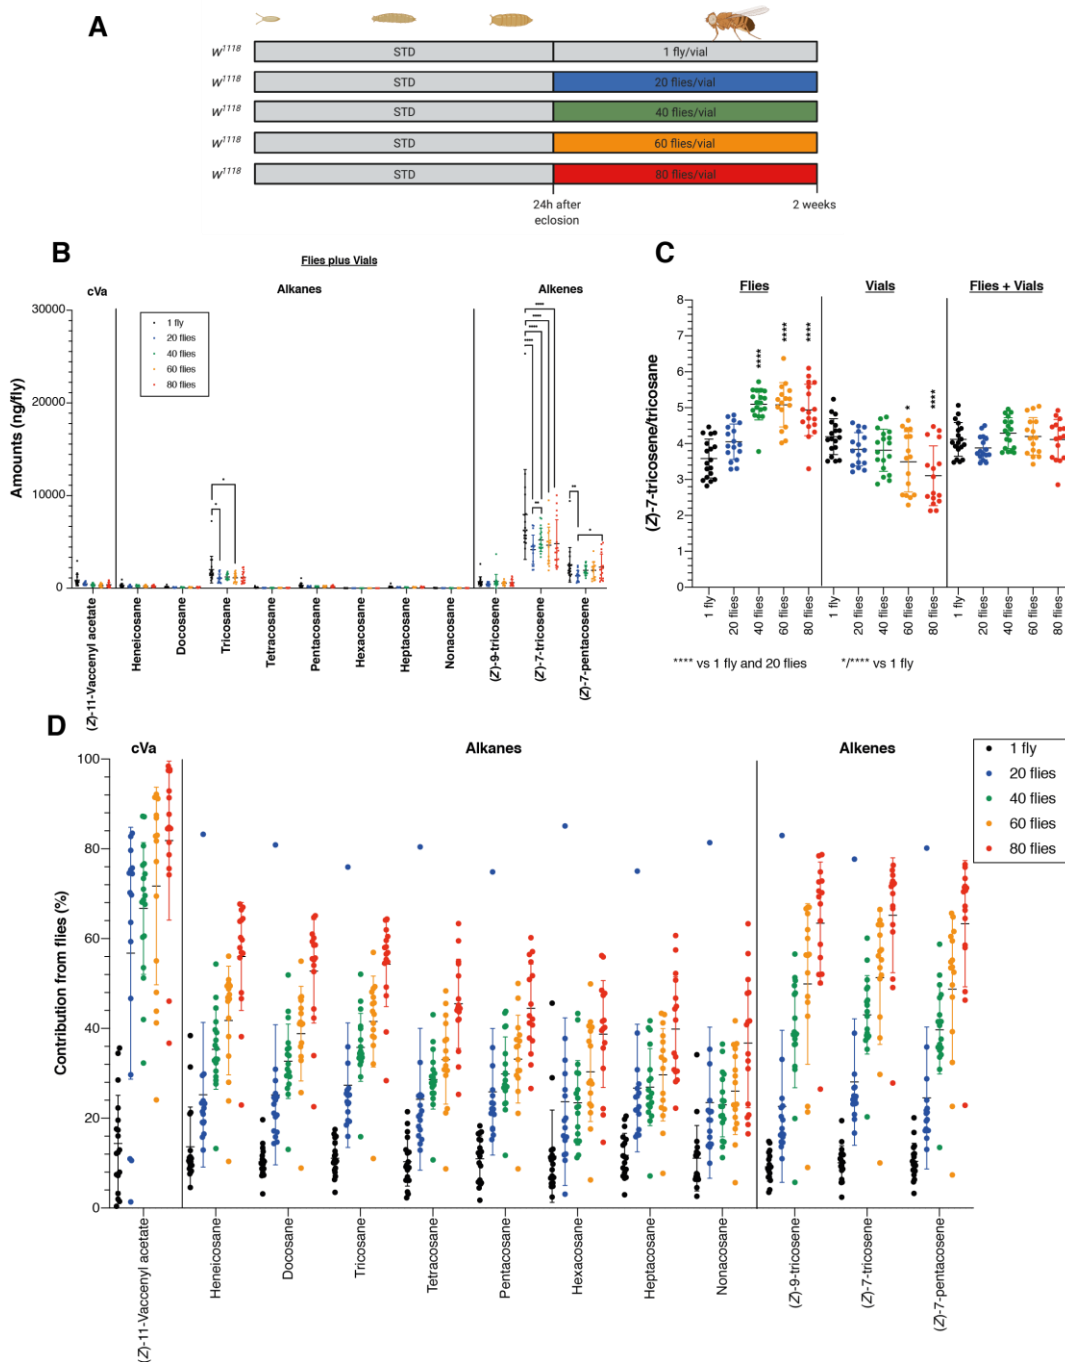 A
w1118 STD 1 fly/vial
w1118 STD 20 flies/vial
w1118 STD 40 flies/vial
w1118 STD 60 flies/vial
w1118 STD 80 flies/vial
24h after
eclosion
2 weeks
B
Flies plus Vials
cVa
Alkanes
Alkenes
30000
20000
10000
0
Amounts (ng/fly)
1 fly
20 flies
40 flies
60 flies
80 flies
* *
**** **** **** **** **
** *
(Z)-11-Vaccenyl acetate)
Heneicosane
Docosane
Tricosane
Tetracosane
Pentacosane
Hexacosane
Heptacosane
Nonacosane
(Z)-9-tricosene
(Z)-7-tricosene
(Z)-7-pentacosene
C
Flies
Vials
Flies + Vials
8
7
6
5
4
3
2
1
0
(Z)-7-tricosene/tricosane
****
****
****
*
****
1 fly
20 flies
40 flies
60 flies
80 flies
1 fly
20 flies
40 flies
60 flies
80 flies
1 fly
20 flies
40 flies
60 flies
80 flies
**** vs 1 fly and 20 flies
*/**** vs 1 fly
D
cVa
Alkanes
Alkenes
100
80
60
40
20
0
Contribution from flies (%)
1 fly
20 flies
40 flies
60 flies
80 flies
(Z)-11-Vaccenyl acetate)
Heneicosane
Docosane
Tricosane
Tetracosane
Pentacosane
Hexacosane
Heptacosane
Nonacosane
(Z)-9-tricosene
(Z)-7-tricosene
(Z)-7-pentacosene